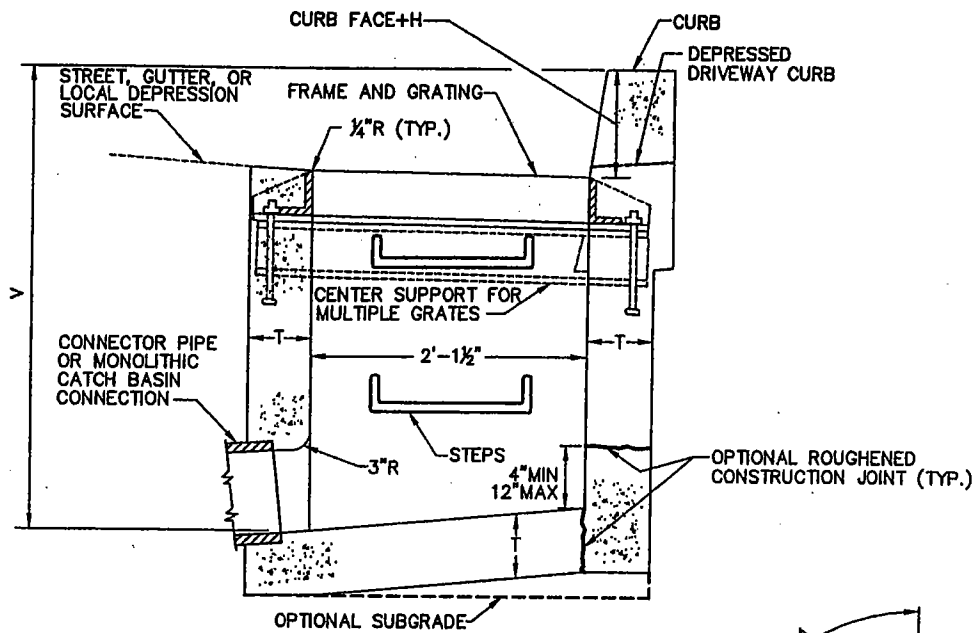 CURB FACE+H
CURB
DEPRESSED
DRIVEWAY CURB
STREET, GUTTER, OR
LOCAL DEPRESSION
SURFACE
FRAME AND GRATING
¼"R (TYP.)
V
CENTER SUPPORT FOR
MULTIPLE GRATES
T
T
2'-1½"
CONNECTOR PIPE
OR MONOLITHIC
CATCH BASIN
CONNECTION
3"R
STEPS
4"MIN
12"MAX
OPTIONAL ROUGHENED
CONSTRUCTION JOINT (TYP.)
T
OPTIONAL SUBGRADE